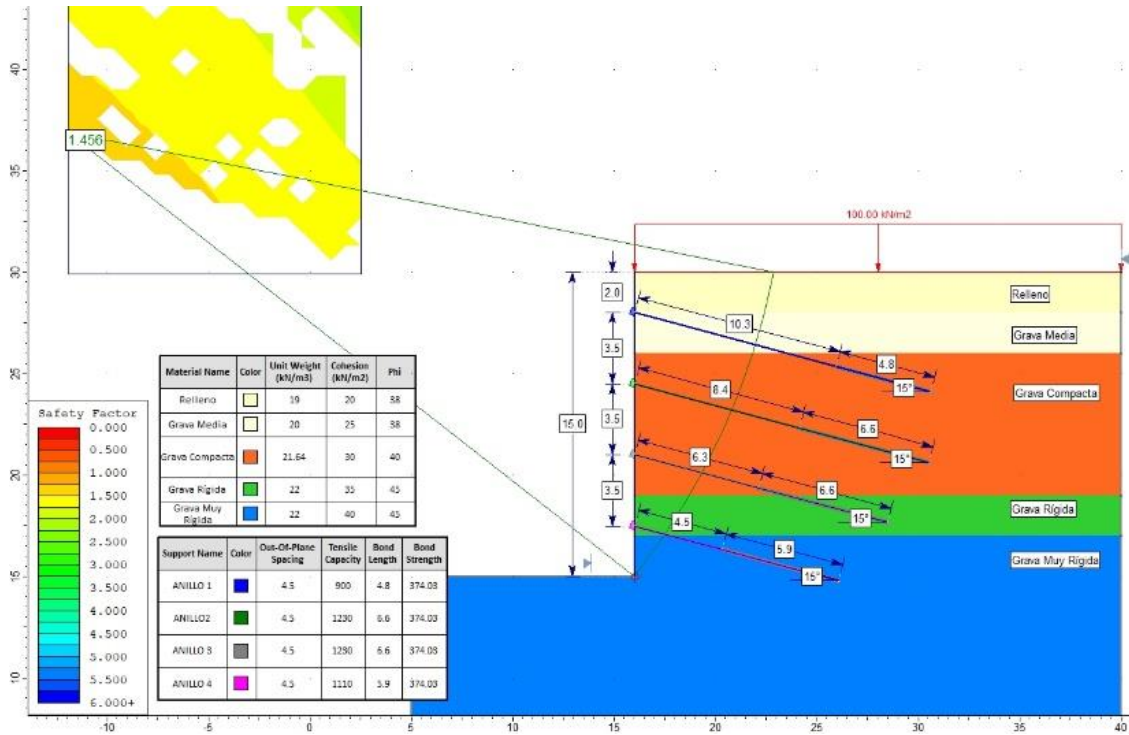 40
35
30
25
20
15
10
1.456
100.00 kN/m2
2.0
3.5
3.5
3.5
15.0
10.3
4.8
15°
8.4
6.6
15°
6.3
6.6
15°
4.5
5.9
15°
Relleno
Grava Media
Grava Compacta
Grava Rígida
Grava Muy Rígida
Material Name Color Unit Weight (kN/m3) Cohesion (kN/m2) Phi
Relleno 19 20 38
Grava Media 20 25 38
Grava Compacta 21.64 30 40
Grava Rígida 22 35 45
Grava Muy Rígida 22 40 45
Support Name Color Out-Of-Plane Spacing Tensile Capacity Bond Length Bond Strength
ANILLO 1 4.5 900 4.8 374.03
ANILLO2 4.5 1230 6.6 374.03
ANILLO 3 4.5 1230 6.6 374.03
ANILLO 4 4.5 1110 5.9 374.03
Safety Factor
0.000
0.500
1.000
1.500
2.000
2.500
3.000
3.500
4.000
4.500
5.000
5.500
6.000+
-10 -5 0 5 10 15 20 25 30 35 40